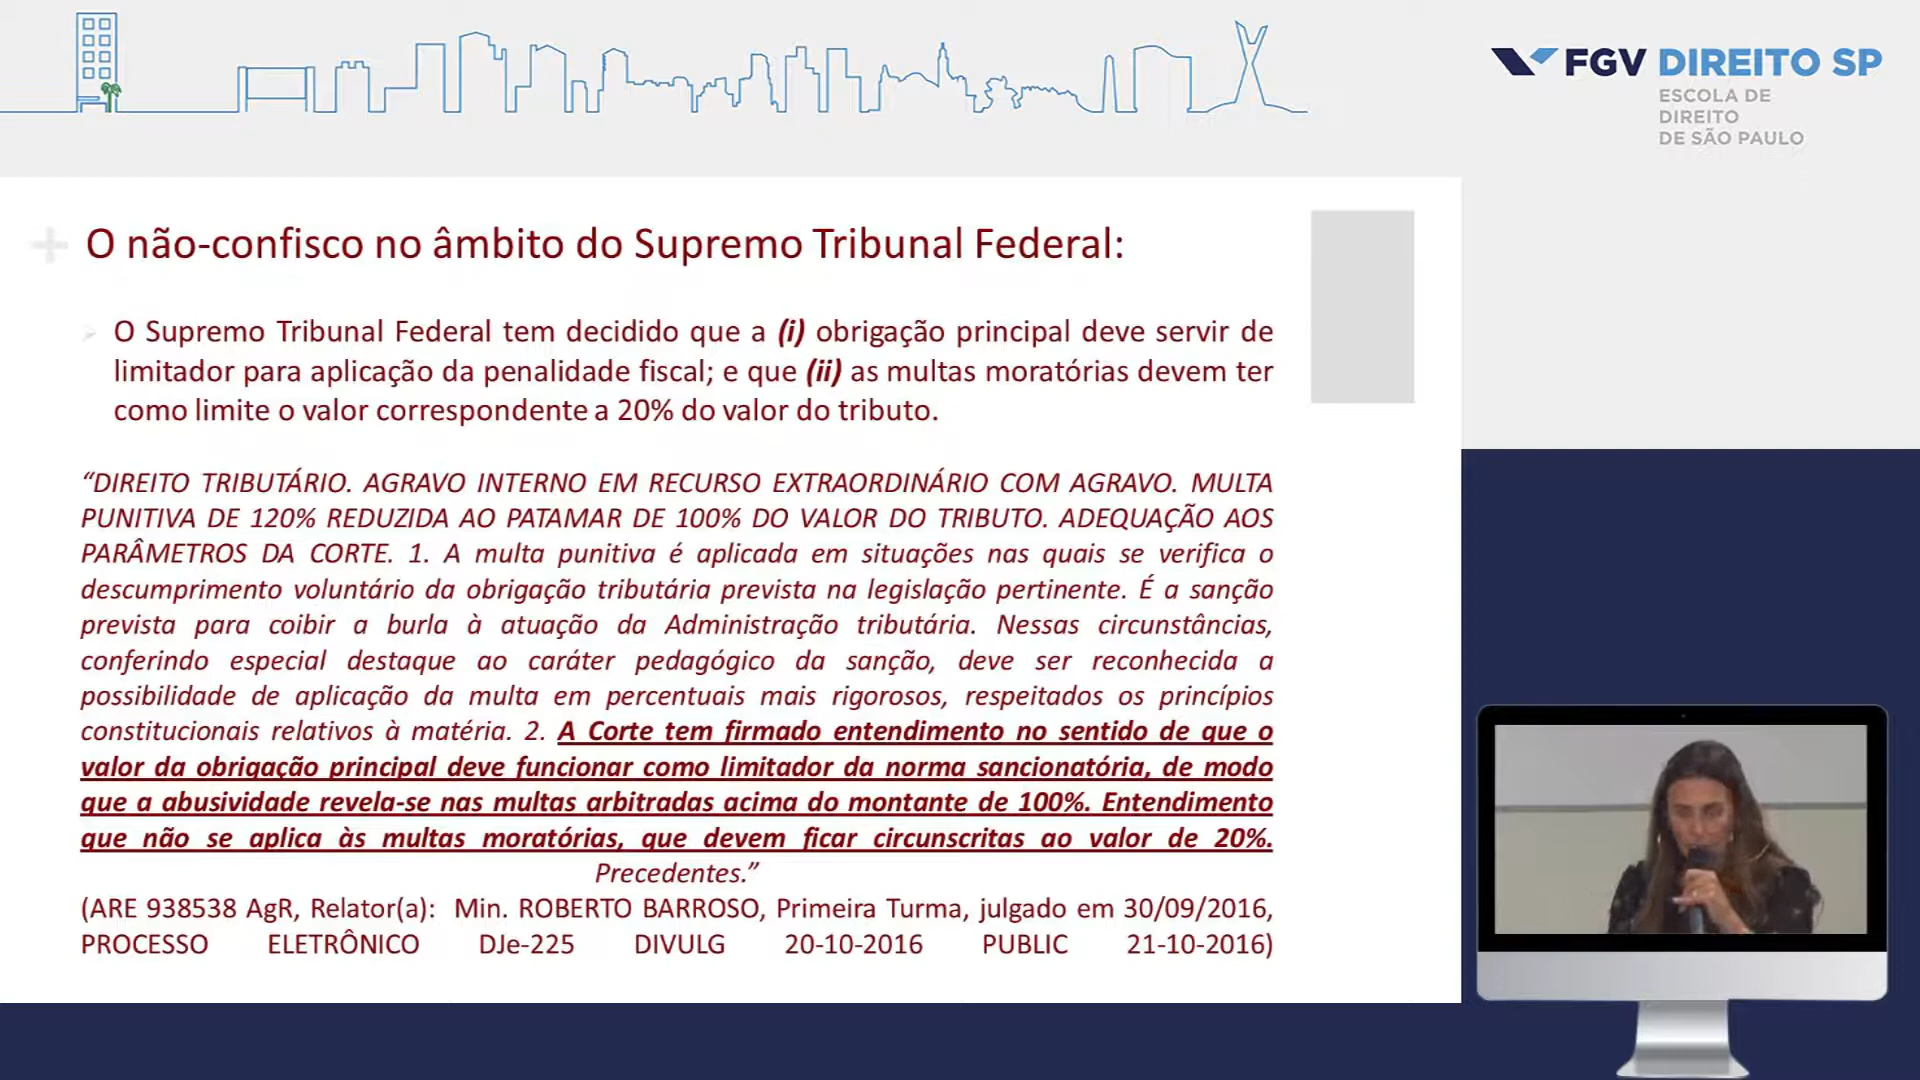 FGV DIREITO SP
ESCOLA DE
DIREITO
DE SÃO PAULO
O não-confisco no âmbito do Supremo Tribunal Federal:
O Supremo Tribunal Federal tem decidido que a (i) obrigação principal deve servir de
limitador para aplicação da penalidade fiscal; e que (ii) as multas moratórias devem ter
como limite o valor correspondente a 20% do valor do tributo.
“DIREITO TRIBUTÁRIO. AGRAVO INTERNO EM RECURSO EXTRAORDINÁRIO COM AGRAVO. MULTA
PUNITIVA DE 120% REDUZIDA AO PATAMAR DE 100% DO VALOR DO TRIBUTO. ADEQUAÇÃO AOS
PARÂMETROS DA CORTE. 1. A multa punitiva é aplicada em situações nas quais se verifica o
descumprimento voluntário da obrigação tributária prevista na legislação pertinente. É a sanção
prevista para coibir a burla à atuação da Administração tributária. Nessas circunstâncias,
conferindo especial destaque ao caráter pedagógico da sanção, deve ser reconhecida a
possibilidade de aplicação da multa em percentuais mais rigorosos, respeitados os princípios
constitucionais relativos à matéria. 2. A Corte tem firmado entendimento no sentido de que o
valor da obrigação principal deve funcionar como limitador da norma sancionatória, de modo
que a abusividade revela-se nas multas arbitradas acima do montante de 100%. Entendimento
que não se aplica às multas moratórias, que devem ficar circunscritas ao valor de 20%.
Precedentes.”
(ARE 938538 AgR, Relator(a): Min. ROBERTO BARROSO, Primeira Turma, julgado em 30/09/2016,
PROCESSO ELETRÔNICO DJe-225 DIVULG 20-10-2016 PUBLIC 21-10-2016)